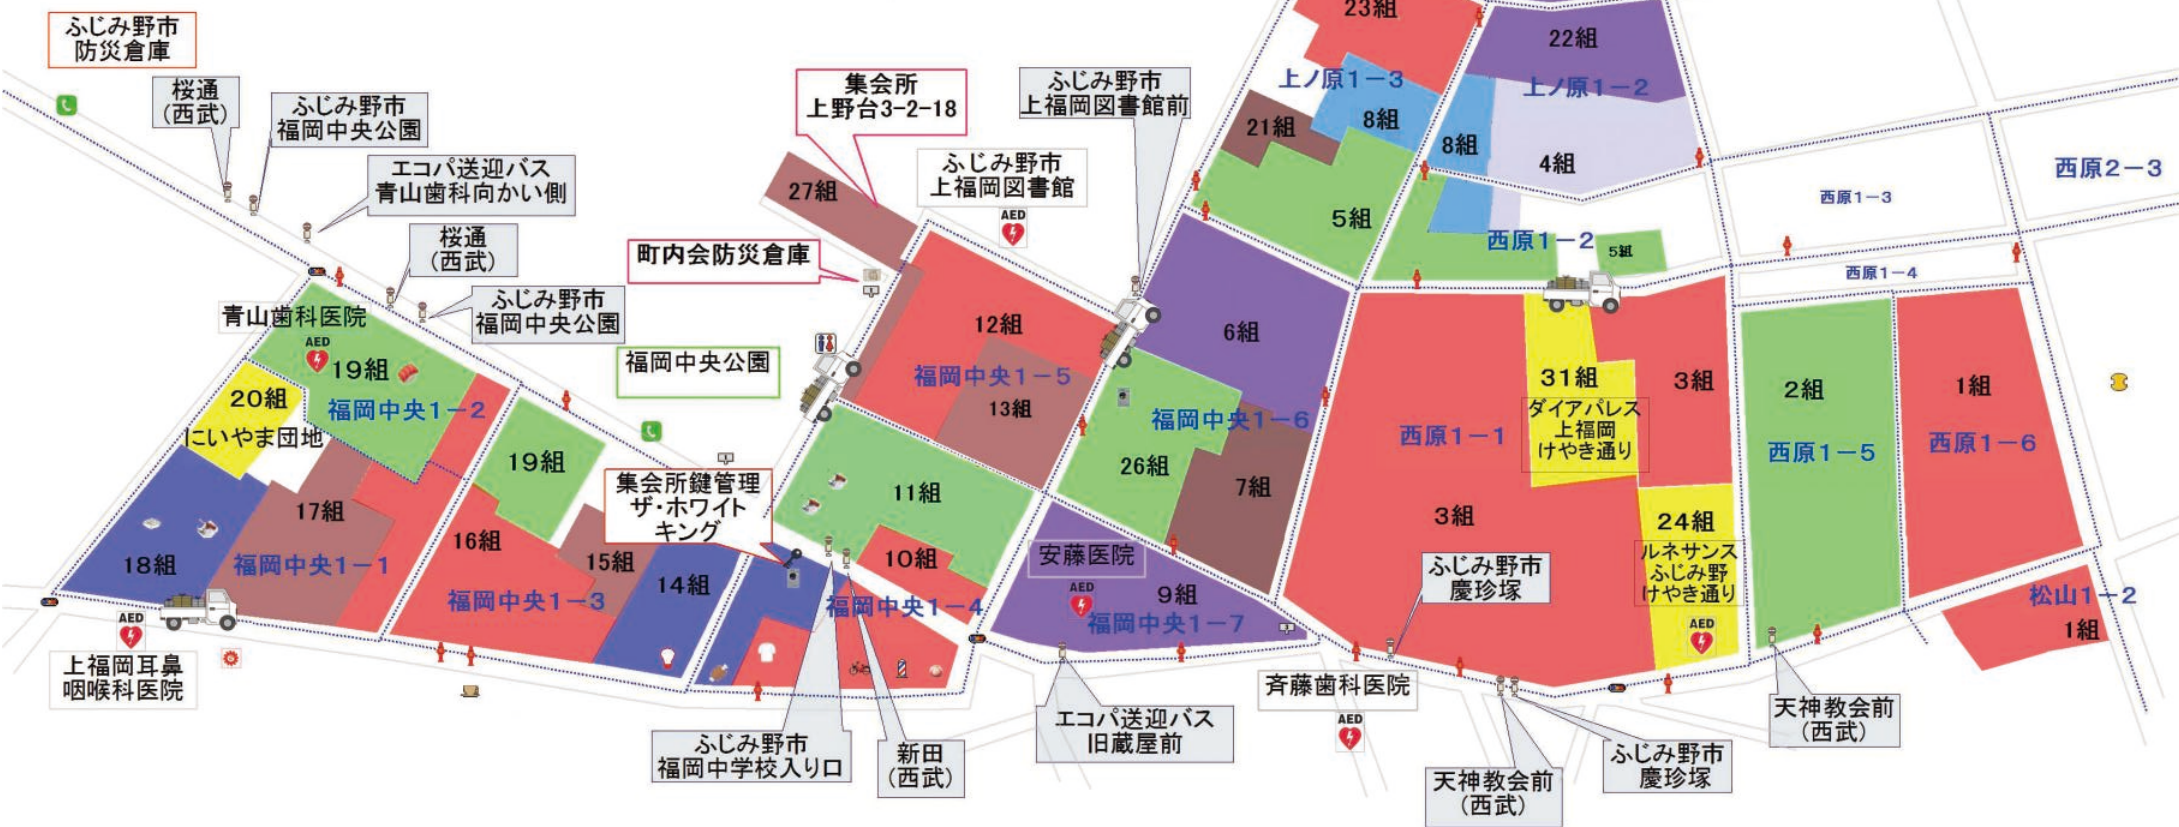 ふじみ野市
防災倉庫
桜通
(西武)
ふじみ野市
福岡中央公園
エコパ送迎バス
青山歯科向かい側
桜通
(西武)
ふじみ野市
福岡中央公園
集会所
上野台3-2-18
27組
町内会防災倉庫
ふじみ野市
上福岡図書館
AED
ふじみ野市
上福岡図書館前
23組
上ノ原1-3
8組
21組
5組
22組
上ノ原1-2
8組
4組
西原1-2
5組
西原1-3
西原2-3
西原1-4
青山歯科医院
AED
19組
福岡中央1-2
20組
にいやま団地
18組
17組
福岡中央1-1
19組
16組
15組
福岡中央1-3
14組
福岡中央公園
集会所鍵管理
ザ・ホワイト
キング
12組
福岡中央1-5
13組
11組
10組
福岡中央1-4
6組
福岡中央1-6
26組
7組
安藤医院
AED
9組
福岡中央1-7
西原1-1
3組
31組
ダイアパレス
上福岡
けやき通り
3組
24組
ルネサンス
ふじみ野
けやき通り
AED
2組
西原1-5
1組
西原1-6
松山1-2
1組
AED
上福岡耳鼻
咽喉科医院
ふじみ野市
福岡中学校入り口
新田
(西武)
エコパ送迎バス
旧蔵屋前
斉藤歯科医院
AED
ふじみ野市
慶珍塚
天神教会前
(西武)
ふじみ野市
慶珍塚
天神教会前
(西武)